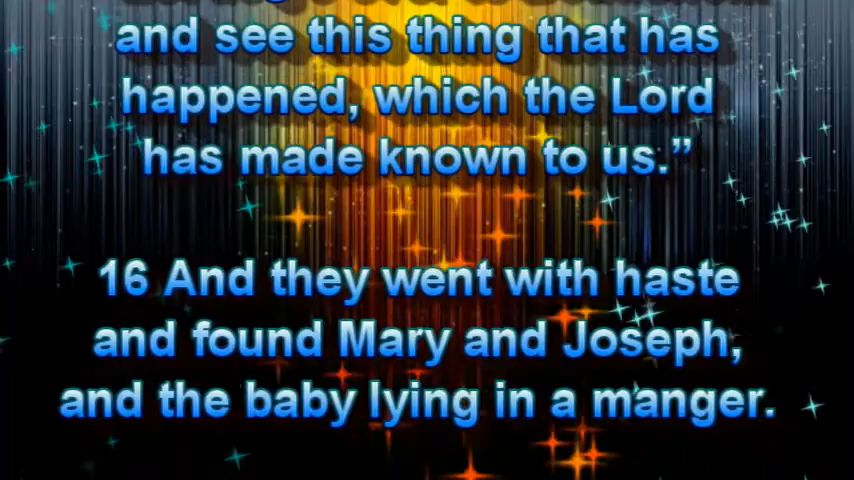 and see this thing that has
happened, which the Lord
has made known to us.”
16 And they went with haste
and found Mary and Joseph,
and the baby lying in a manger.